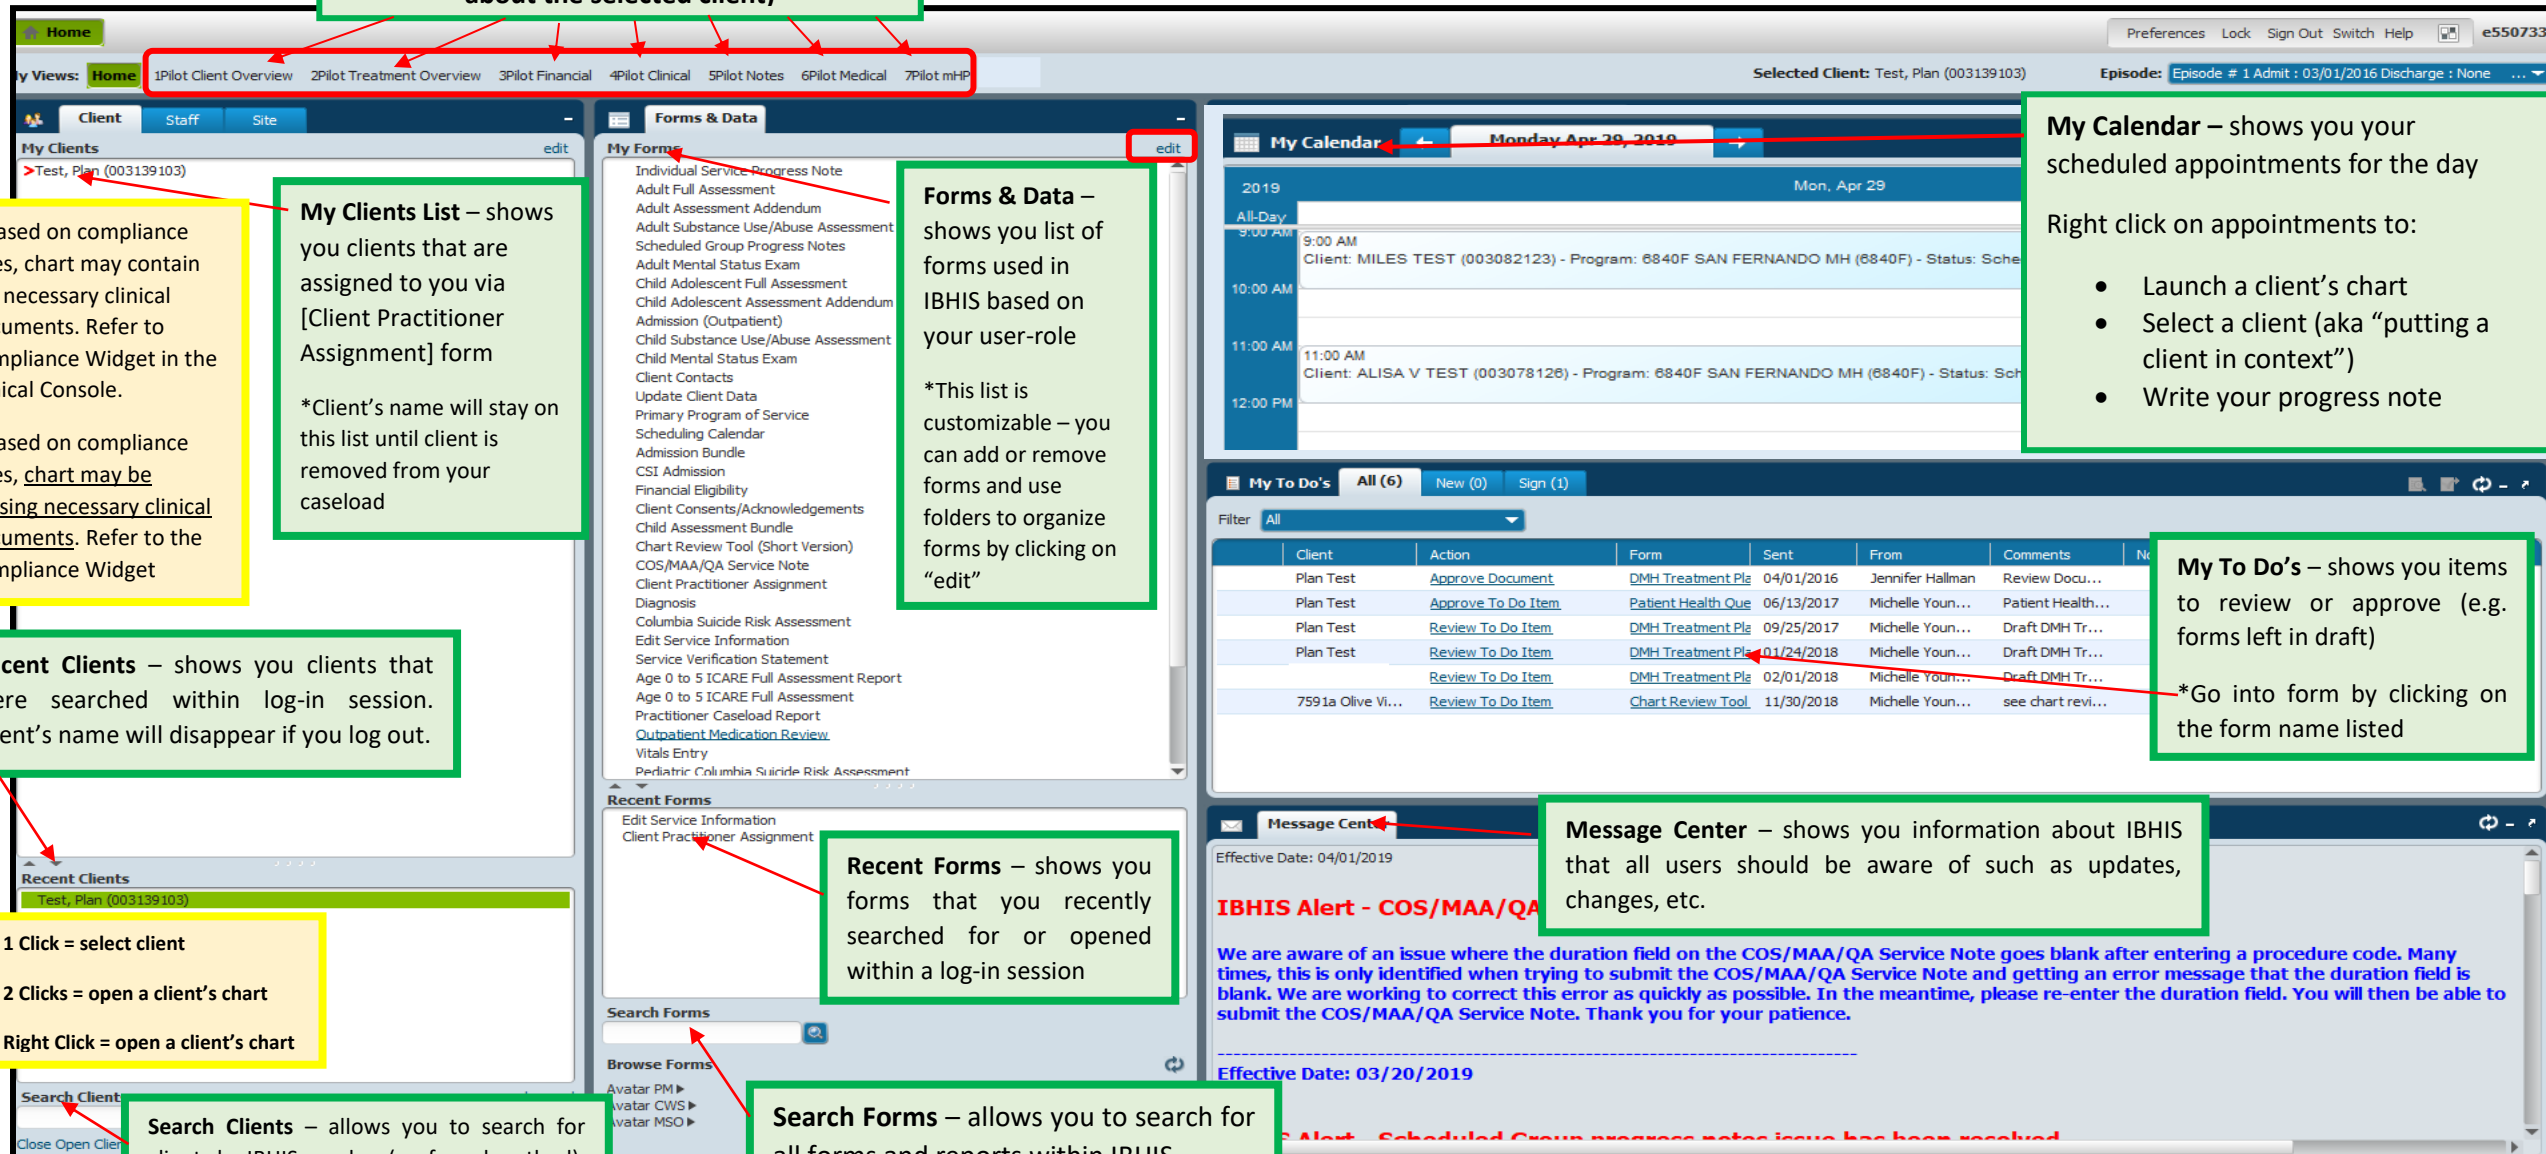 about the selected client)
Home
Preferences Lock Sign Out Switch Help e550733
My Views: Home 1Pilot Client Overview 2Pilot Treatment Overview 3Pilot Financial 4Pilot Clinical 5Pilot Notes 6Pilot Medical 7Pilot mHP
Selected Client: Test, Plan (003139103)
Episode: Episode # 1 Admit : 03/01/2016 Discharge : None ...
Client Staff Site
My Clients edit
>Test, Plan (003139103)
My Clients List – shows
you clients that are
assigned to you via
[Client Practitioner
Assignment] form
*Client's name will stay on
this list until client is
removed from your
caseload
ased on compliance
es, chart may contain
necessary clinical
cuments. Refer to
mpliance Widget in the
nical Console.
ased on compliance
es, chart may be
sing necessary clinical
cuments. Refer to the
mpliance Widget
cent Clients – shows you clients that
ere searched within log-in session.
ent's name will disappear if you log out.
Recent Clients
Test, Plan (003139103)
1 Click = select client
2 Clicks = open a client's chart
Right Click = open a client's chart
Search Client
Close Open Clien
Search Clients – allows you to search for
Forms & Data
My Forms edit
Individual Service Progress Note
Adult Full Assessment
Adult Assessment Addendum
Adult Substance Use/Abuse Assessment
Scheduled Group Progress Notes
Adult Mental Status Exam
Child Adolescent Full Assessment
Child Adolescent Assessment Addendum
Admission (Outpatient)
Child Substance Use/Abuse Assessment
Child Mental Status Exam
Client Contacts
Update Client Data
Primary Program of Service
Scheduling Calendar
Admission Bundle
CSI Admission
Financial Eligibility
Client Consents/Acknowledgements
Child Assessment Bundle
Chart Review Tool (Short Version)
COS/MAA/QA Service Note
Client Practitioner Assignment
Diagnosis
Columbia Suicide Risk Assessment
Edit Service Information
Service Verification Statement
Age 0 to 5 ICARE Full Assessment Report
Age 0 to 5 ICARE Full Assessment
Practitioner Caseload Report
Outpatient Medication Review
Vitals Entry
Pediatric Columbia Suicide Risk Assessment
Forms & Data –
shows you list of
forms used in
IBHIS based on
your user-role
*This list is
customizable – you
can add or remove
forms and use
folders to organize
forms by clicking on
"edit"
Recent Forms
Edit Service Information
Client Practitioner Assignment
Recent Forms – shows you
forms that you recently
searched for or opened
within a log-in session
Search Forms
Browse Forms
Avatar PM
Avatar CWS
Avatar MSO
Search Forms – allows you to search for
all forms and reports within IBHIS
My Calendar Monday Apr 29, 2019
2019 Mon, Apr 29
All-Day
9:00 AM
9:00 AM
Client: MILES TEST (003082123) - Program: 6840F SAN FERNANDO MH (6840F) - Status: Sche
10:00 AM
11:00 AM
11:00 AM
Client: ALISA V TEST (003078126) - Program: 6840F SAN FERNANDO MH (6840F) - Status: Sch
12:00 PM
My Calendar – shows you your
scheduled appointments for the day
Right click on appointments to:
• Launch a client's chart
• Select a client (aka "putting a
client in context")
• Write your progress note
My To Do's All (6) New (0) Sign (1)
Filter All
Client Action Form Sent From Comments
Plan Test Approve Document DMH Treatment Pla 04/01/2016 Jennifer Hallman Review Docu...
Plan Test Approve To Do Item Patient Health Que 06/13/2017 Michelle Youn... Patient Health...
Plan Test Review To Do Item DMH Treatment Pla 09/25/2017 Michelle Youn... Draft DMH Tr...
Plan Test Review To Do Item DMH Treatment Pla 01/24/2018 Michelle Youn... Draft DMH Tr...
Review To Do Item DMH Treatment Pla 02/01/2018 Michelle Youn... Draft DMH Tr...
7591a Olive Vi... Review To Do Item Chart Review Tool 11/30/2018 Michelle Youn... see chart revi...
My To Do's – shows you items
to review or approve (e.g.
forms left in draft)
*Go into form by clicking on
the form name listed
Message Center
Message Center – shows you information about IBHIS
that all users should be aware of such as updates,
changes, etc.
Effective Date: 04/01/2019
IBHIS Alert - COS/MAA/QA
We are aware of an issue where the duration field on the COS/MAA/QA Service Note goes blank after entering a procedure code. Many
times, this is only identified when trying to submit the COS/MAA/QA Service Note and getting an error message that the duration field is
blank. We are working to correct this error as quickly as possible. In the meantime, please re-enter the duration field. You will then be able to
submit the COS/MAA/QA Service Note. Thank you for your patience.
--------------------------------------------------------------------------------
Effective Date: 03/20/2019
Alert - Scheduled Group progress notes issue has been resolved